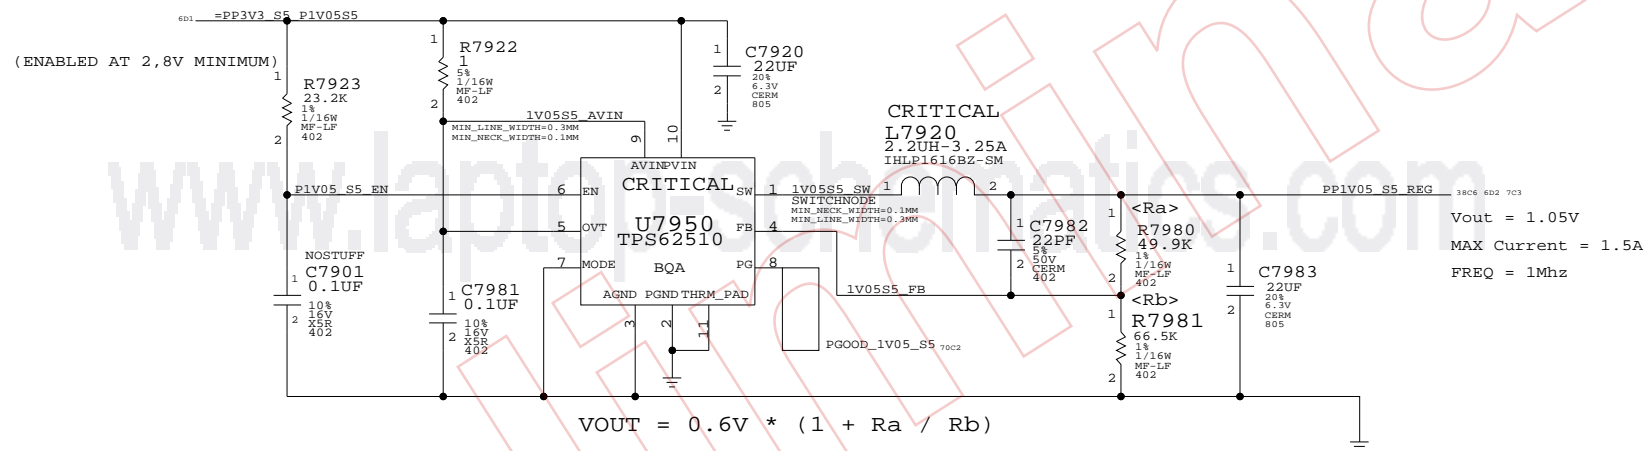 6D1
=PP3V3_S5_P1V05S5
(ENABLED AT 2,8V MINIMUM)
1
R7923
23.2K
1%
1/16W
MF-LF
402
2
1
R7922
1
5%
1/16W
MF-LF
402
2
1
C7920
22UF
20%
6.3V
CERM
805
2
1V05S5_AVIN
MIN_LINE_WIDTH=0.3MM
MIN_NECK_WIDTH=0.1MM
9
10
AVIN PVIN
CRITICAL
U7950
TPS62510
BQA
P1V05_S5_EN
6 EN
5 OVT
7 MODE
SW 1
FB 4
PG 8
AGND PGND THRM_PAD
3
2
11
CRITICAL
L7920
2.2UH-3.25A
IHLP1616BZ-SM
1V05S5_SW
1
2
SWITCHNODE
MIN_NECK_WIDTH=0.1MM
MIN_LINE_WIDTH=0.3MM
PP1V05_S5_REG
38C6 6D2 7C3
Vout = 1.05V
MAX Current = 1.5A
FREQ = 1Mhz
1
C7982
22PF
5%
50V
CERM
402
2
<Ra>
1
R7980
49.9K
1%
1/16W
MF-LF
402
2
1V05S5_FB
<Rb>
1
R7981
66.5K
1%
1/16W
MF-LF
402
2
1
C7983
22UF
20%
6.3V
CERM
805
2
NOSTUFF
1
C7901
0.1UF
10%
16V
X5R
402
2
1
C7981
0.1UF
10%
16V
X5R
402
2
PGOOD_1V05_S5
70C2
VOUT = 0.6V * (1 + Ra / Rb)
www.laptop-schematics.com